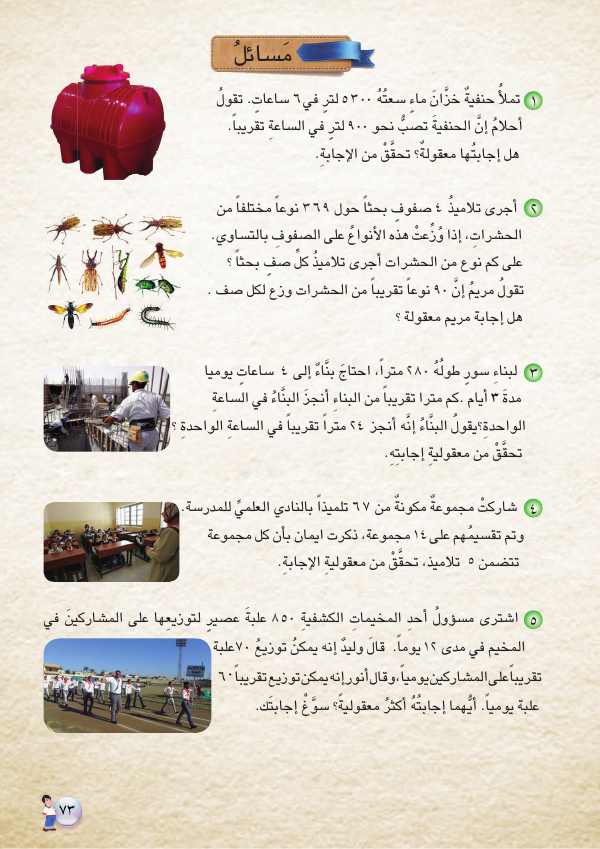 مَسائلُ
١ تملأُ حنفيةٌ خزَّانَ ماءٍ سعتُهُ ٥٣٠٠ لترٍ في ٦ ساعاتٍ. تقولُ
أحلامُ إنَّ الحنفيةَ تصبُّ نحو ٩٠٠ لترٍ في الساعةِ تقريباً.
هل إجابتُها معقولةٌ؟ تحققْ من الإجابةِ.
٢ أجرى تلاميذُ ٤ صفوفٍ بحثاً حول ٣٦٩ نوعاً مختلفاً من
الحشراتِ، إذا وُزِّعتْ هذه الأنواعُ على الصفوفِ بالتساوي.
على كم نوع من الحشرات أجرى تلاميذُ كلِّ صفٍ بحثاً ؟
تقولُ مريمُ إنَّ ٩٠ نوعاً تقريباً من الحشرات وزع لكل صف .
هل إجابة مريم معقولة ؟
٣ لبناءِ سورٍ طولُهُ ٢٨٠ متراً، احتاجَ بنَّاءٌ إلى ٤ ساعاتٍ يوميا
مدةَ ٣ أيام .كم مترا تقريباً من البناءِ أنجزَ البنَّاءُ في الساعةِ
الواحدةِ؟يقولُ البنَّاءُ إنَّه أنجز ٢٤ متراً تقريباً في الساعةِ الواحدةِ ؟
تحقَّقْ من معقوليةِ إجابتِهِ.
٤ شاركتْ مجموعةٌ مكونةٌ من ٦٧ تلميذاً بالنادي العلميِّ للمدرسة.
وتم تقسيمُهم على ١٤ مجموعة، ذكرت ايمان بأن كل مجموعة
تتضمن ٥ تلاميذ، تحقَّقْ من معقوليةِ الإجابةِ.
٥ اشترى مسؤولُ أحدِ المخيماتِ الكشفيةِ ٨٥٠ علبةَ عصيرٍ لتوزيعِها على المشاركينَ في
المخيم في مدى ١٢ يوماً. قالَ وليدٌ إنه يمكنُ توزيعُ ٧٠علبة
تقريباً على المشاركين يومياً، وقال أنور إنه يمكن توزيع تقريباً ٦٠
علبة يومياً. أيُّهما إجابتُهُ أكثرُ معقوليةً؟ سوَّغْ إجابتَك.
٧٣